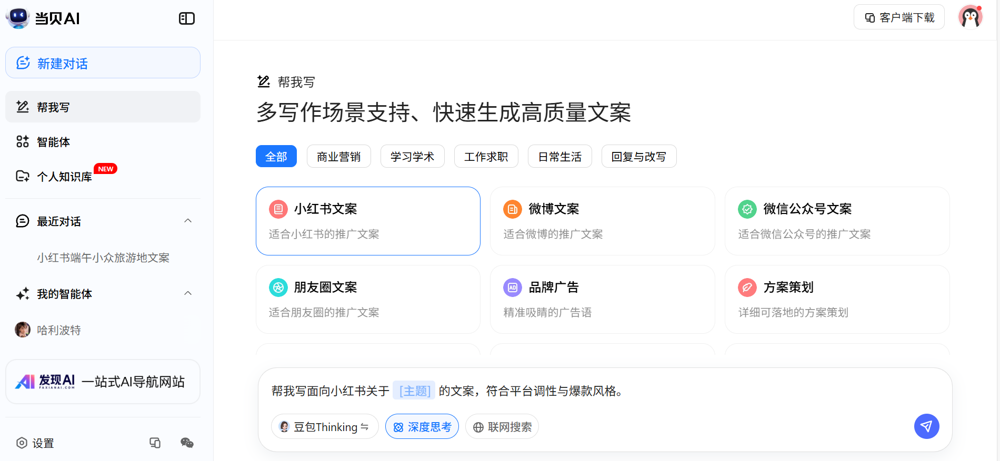 当贝AI
新建对话
帮我写
智能体
个人知识库 NEW
最近对话
小红书端午小众旅游地文案
我的智能体
哈利波特
AI 发现AI FAXIANAI.COM 一站式AI导航网站
设置
客户端下载
帮我写
多写作场景支持、快速生成高质量文案
全部 商业营销 学习学术 工作求职 日常生活 回复与改写
小红书文案
适合小红书的推广文案
微博文案
适合微博的推广文案
微信公众号文案
适合微信公众号的推广文案
朋友圈文案
适合朋友圈的推广文案
AD 品牌广告
精准吸睛的广告语
方案策划
详细可落地的方案策划
帮我写面向小红书关于 [主题] 的文案，符合平台调性与爆款风格。
豆包Thinking 深度思考 联网搜索